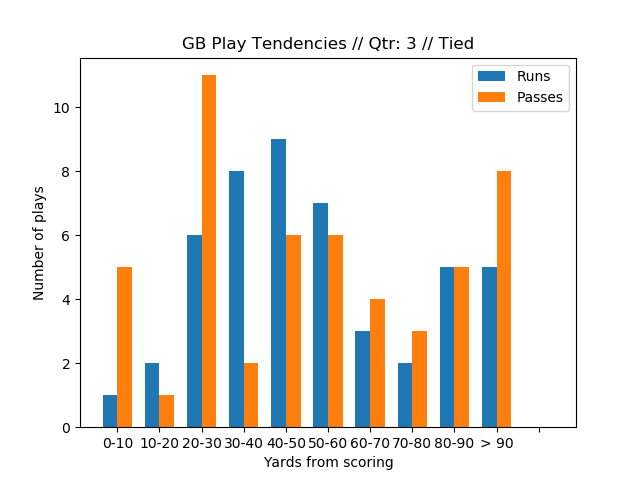 GB Play Tendencies // Qtr: 3 // Tied
Runs
Passes
Number of plays
10
8
6
4
2
0
0-10 10-20 20-30 30-40 40-50 50-60 60-70 70-80 80-90 > 90
Yards from scoring